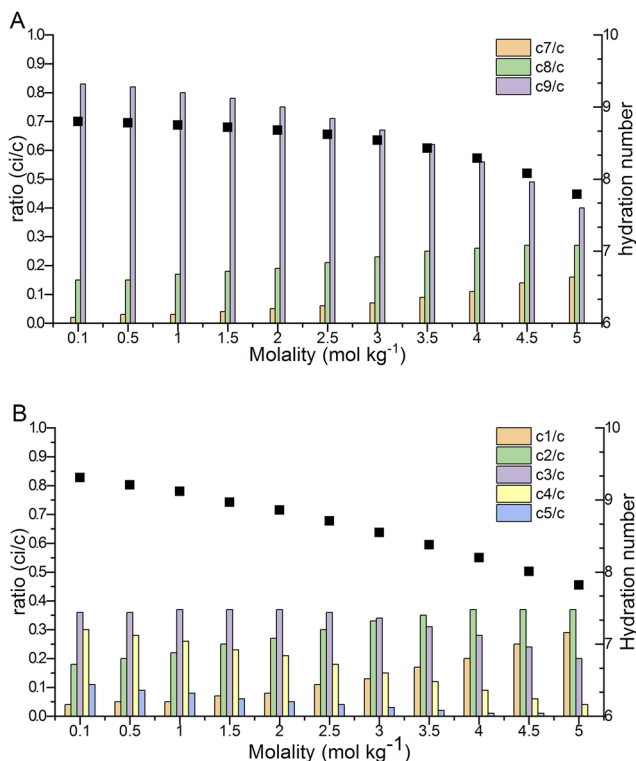 A
1.0
0.9
0.8
0.7
0.6
0.5
0.4
0.3
0.2
0.1
0.0
ratio (ci/c)
c7/c
c8/c
c9/c
10
9
8
7
6
hydration number
0.1 0.5 1 1.5 2 2.5 3 3.5 4 4.5 5
Molality (mol kg⁻¹)
B
1.0
0.9
0.8
0.7
0.6
0.5
0.4
0.3
0.2
0.1
0.0
ratio (ci/c)
c1/c
c2/c
c3/c
c4/c
c5/c
10
9
8
7
6
Hydration number
0.1 0.5 1 1.5 2 2.5 3 3.5 4 4.5 5
Molality (mol kg⁻¹)